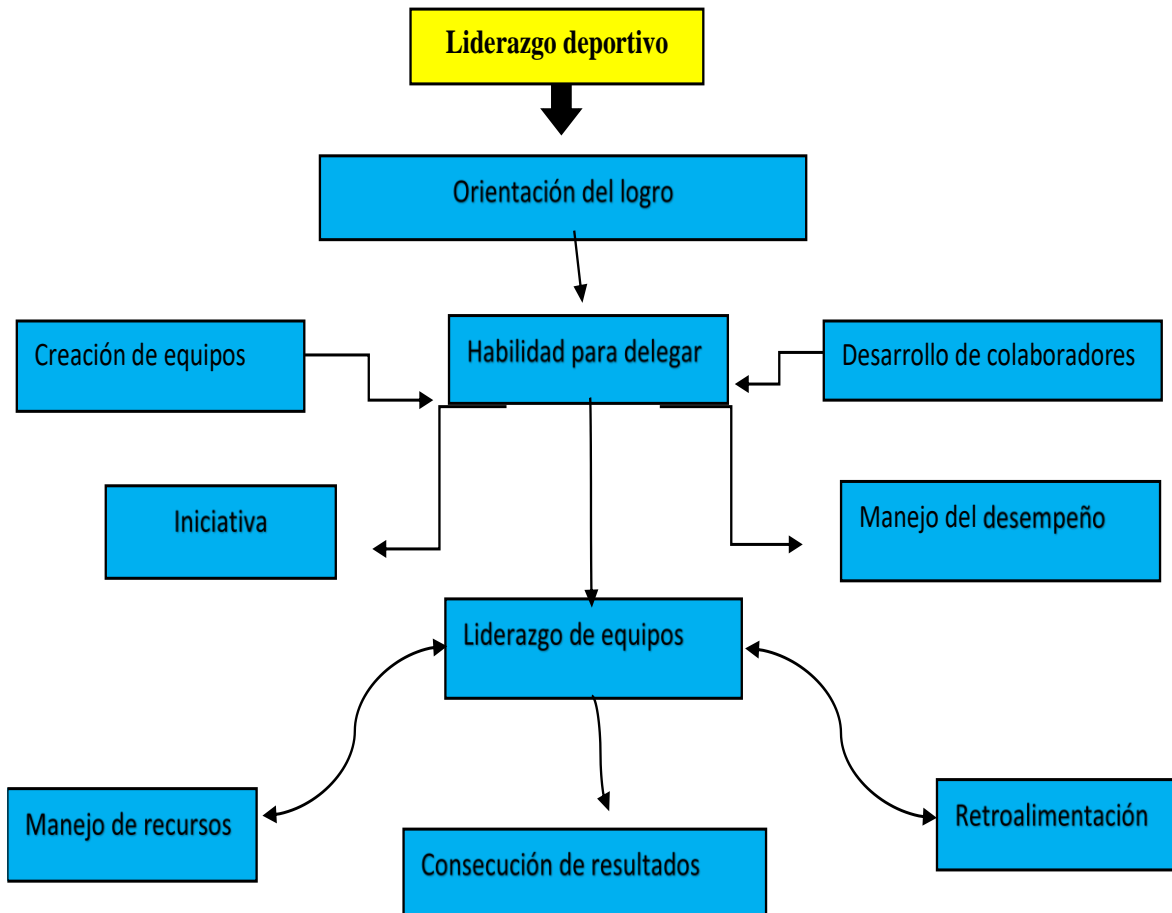 Liderazgo deportivo
Orientación del logro
Creación de equipos
Habilidad para delegar
Desarrollo de colaboradores
Iniciativa
Manejo del desempeño
Liderazgo de equipos
Manejo de recursos
Consecución de resultados
Retroalimentación